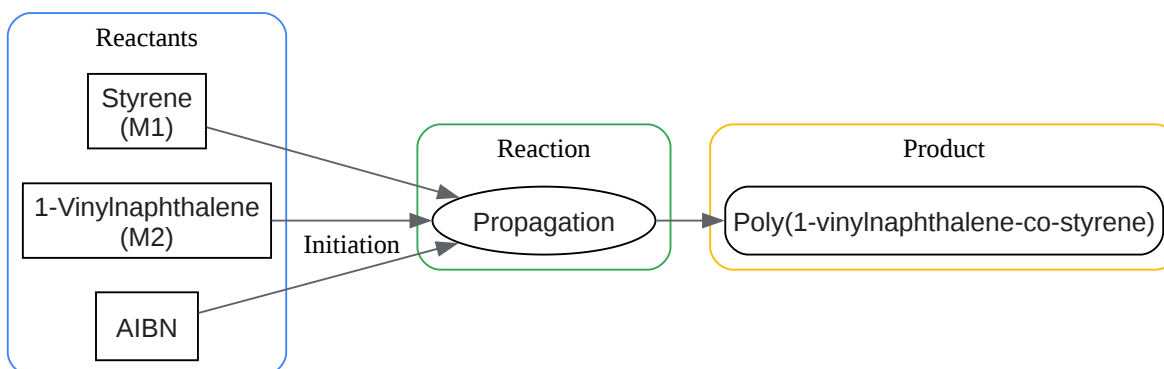 Reactants
Styrene
(M1)
1-Vinylnaphthalene
(M2)
AIBN
Initiation
Reaction
Propagation
Product
Poly(1-vinylnaphthalene-co-styrene)